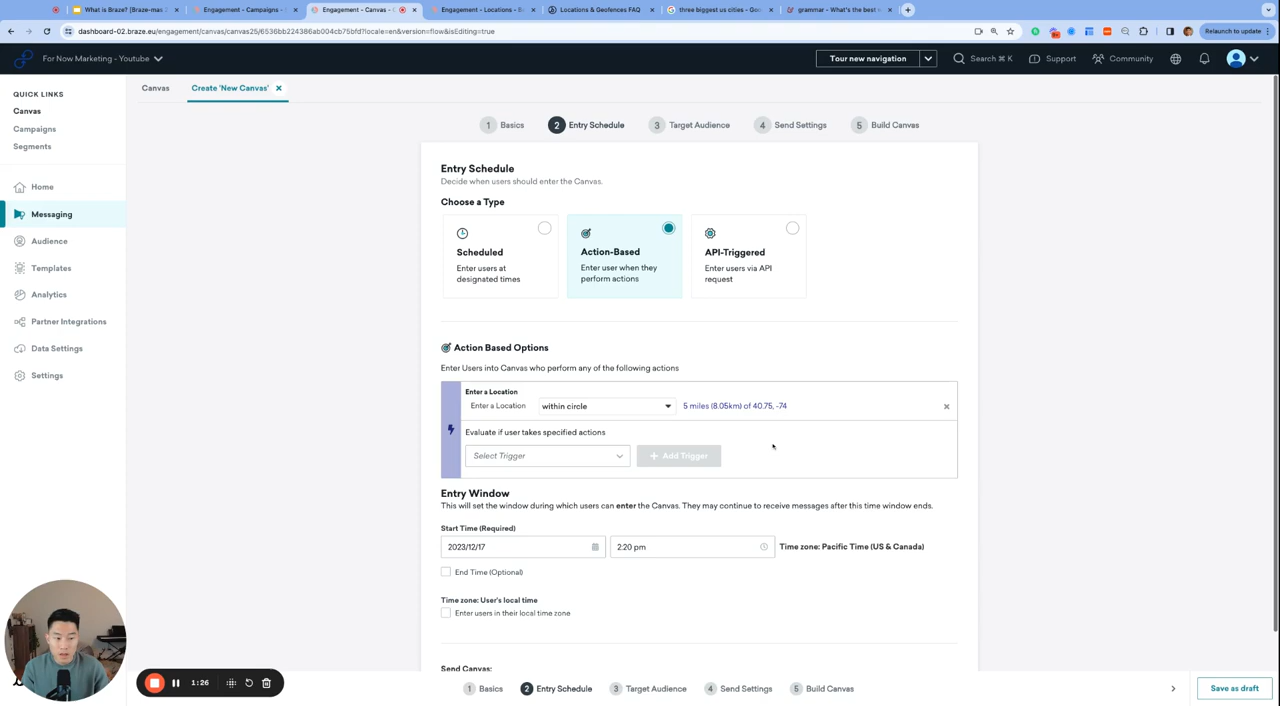 What is Braze? [Braze-mas 2
Engagement - Campaigns - 
Engagement - Canvas - 
Engagement - Locations - S
Locations & Geofences FAQ
three biggest us cities - Goo
grammar - What's the best w
dashboard-02.braze.eu/engagement/canvas/canvas25/6536bb224386ab004cb75bfd?locale=en&version=flow&isEditing=true
Relaunch to update
For Now Marketing - Youtube
Tour new navigation
Search ⌘ K
Support
Community
QUICK LINKS
Canvas
Campaigns
Segments
Home
Messaging
Audience
Templates
Analytics
Partner Integrations
Data Settings
Settings
Canvas
Create 'New Canvas'
1 Basics
2 Entry Schedule
3 Target Audience
4 Send Settings
5 Build Canvas
Entry Schedule
Decide when users should enter the Canvas.
Choose a Type
Scheduled
Enter users at
designated times
Action-Based
Enter user when they
perform actions
API-Triggered
Enter users via API
request
Action Based Options
Enter Users into Canvas who perform any of the following actions
Enter a Location
Enter a Location within circle 5 miles (8.05km) of 40.75, -74
Evaluate if user takes specified actions
Select Trigger
+ Add Trigger
Entry Window
This will set the window during which users can enter the Canvas. They may continue to receive messages after this time window ends.
Start Time (Required)
2023/12/17
2:20 pm
Time zone: Pacific Time (US & Canada)
End Time (Optional)
Time zone: User's local time
Enter users in their local time zone
Send Canvas:
1 Basics
2 Entry Schedule
3 Target Audience
4 Send Settings
5 Build Canvas
Save as draft
1:26